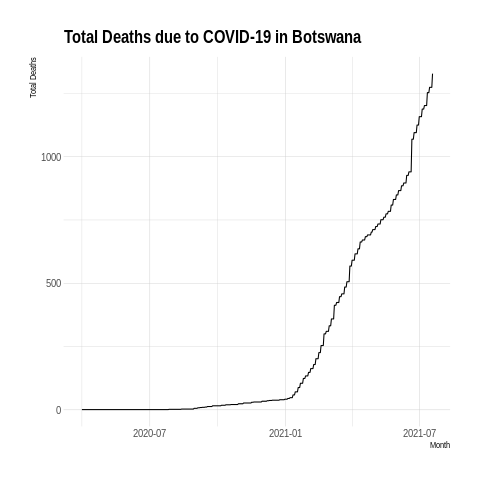 Total Deaths due to COVID-19 in Botswana
Total Deaths
1000
500
0
2020-07
2021-01
2021-07
Month